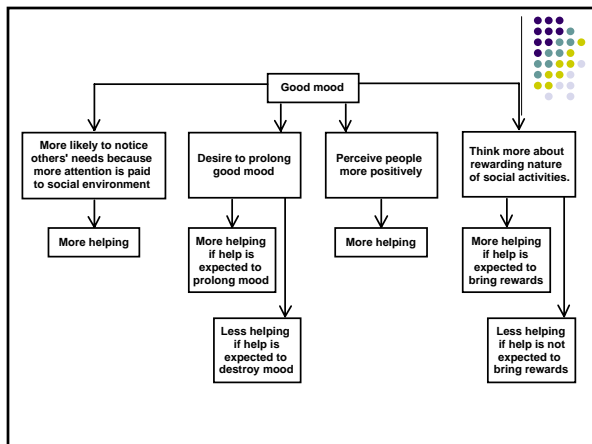 Good mood
More likely to notice
others' needs because
more attention is paid
to social environment
Desire to prolong
good mood
Perceive people
more positively
Think more about
rewarding nature
of social activities.
More helping
More helping
if help is
expected to
prolong mood
More helping
More helping
if help is
expected to
bring rewards
Less helping
if help is
expected to
destroy mood
Less helping
if help is not
expected to
bring rewards